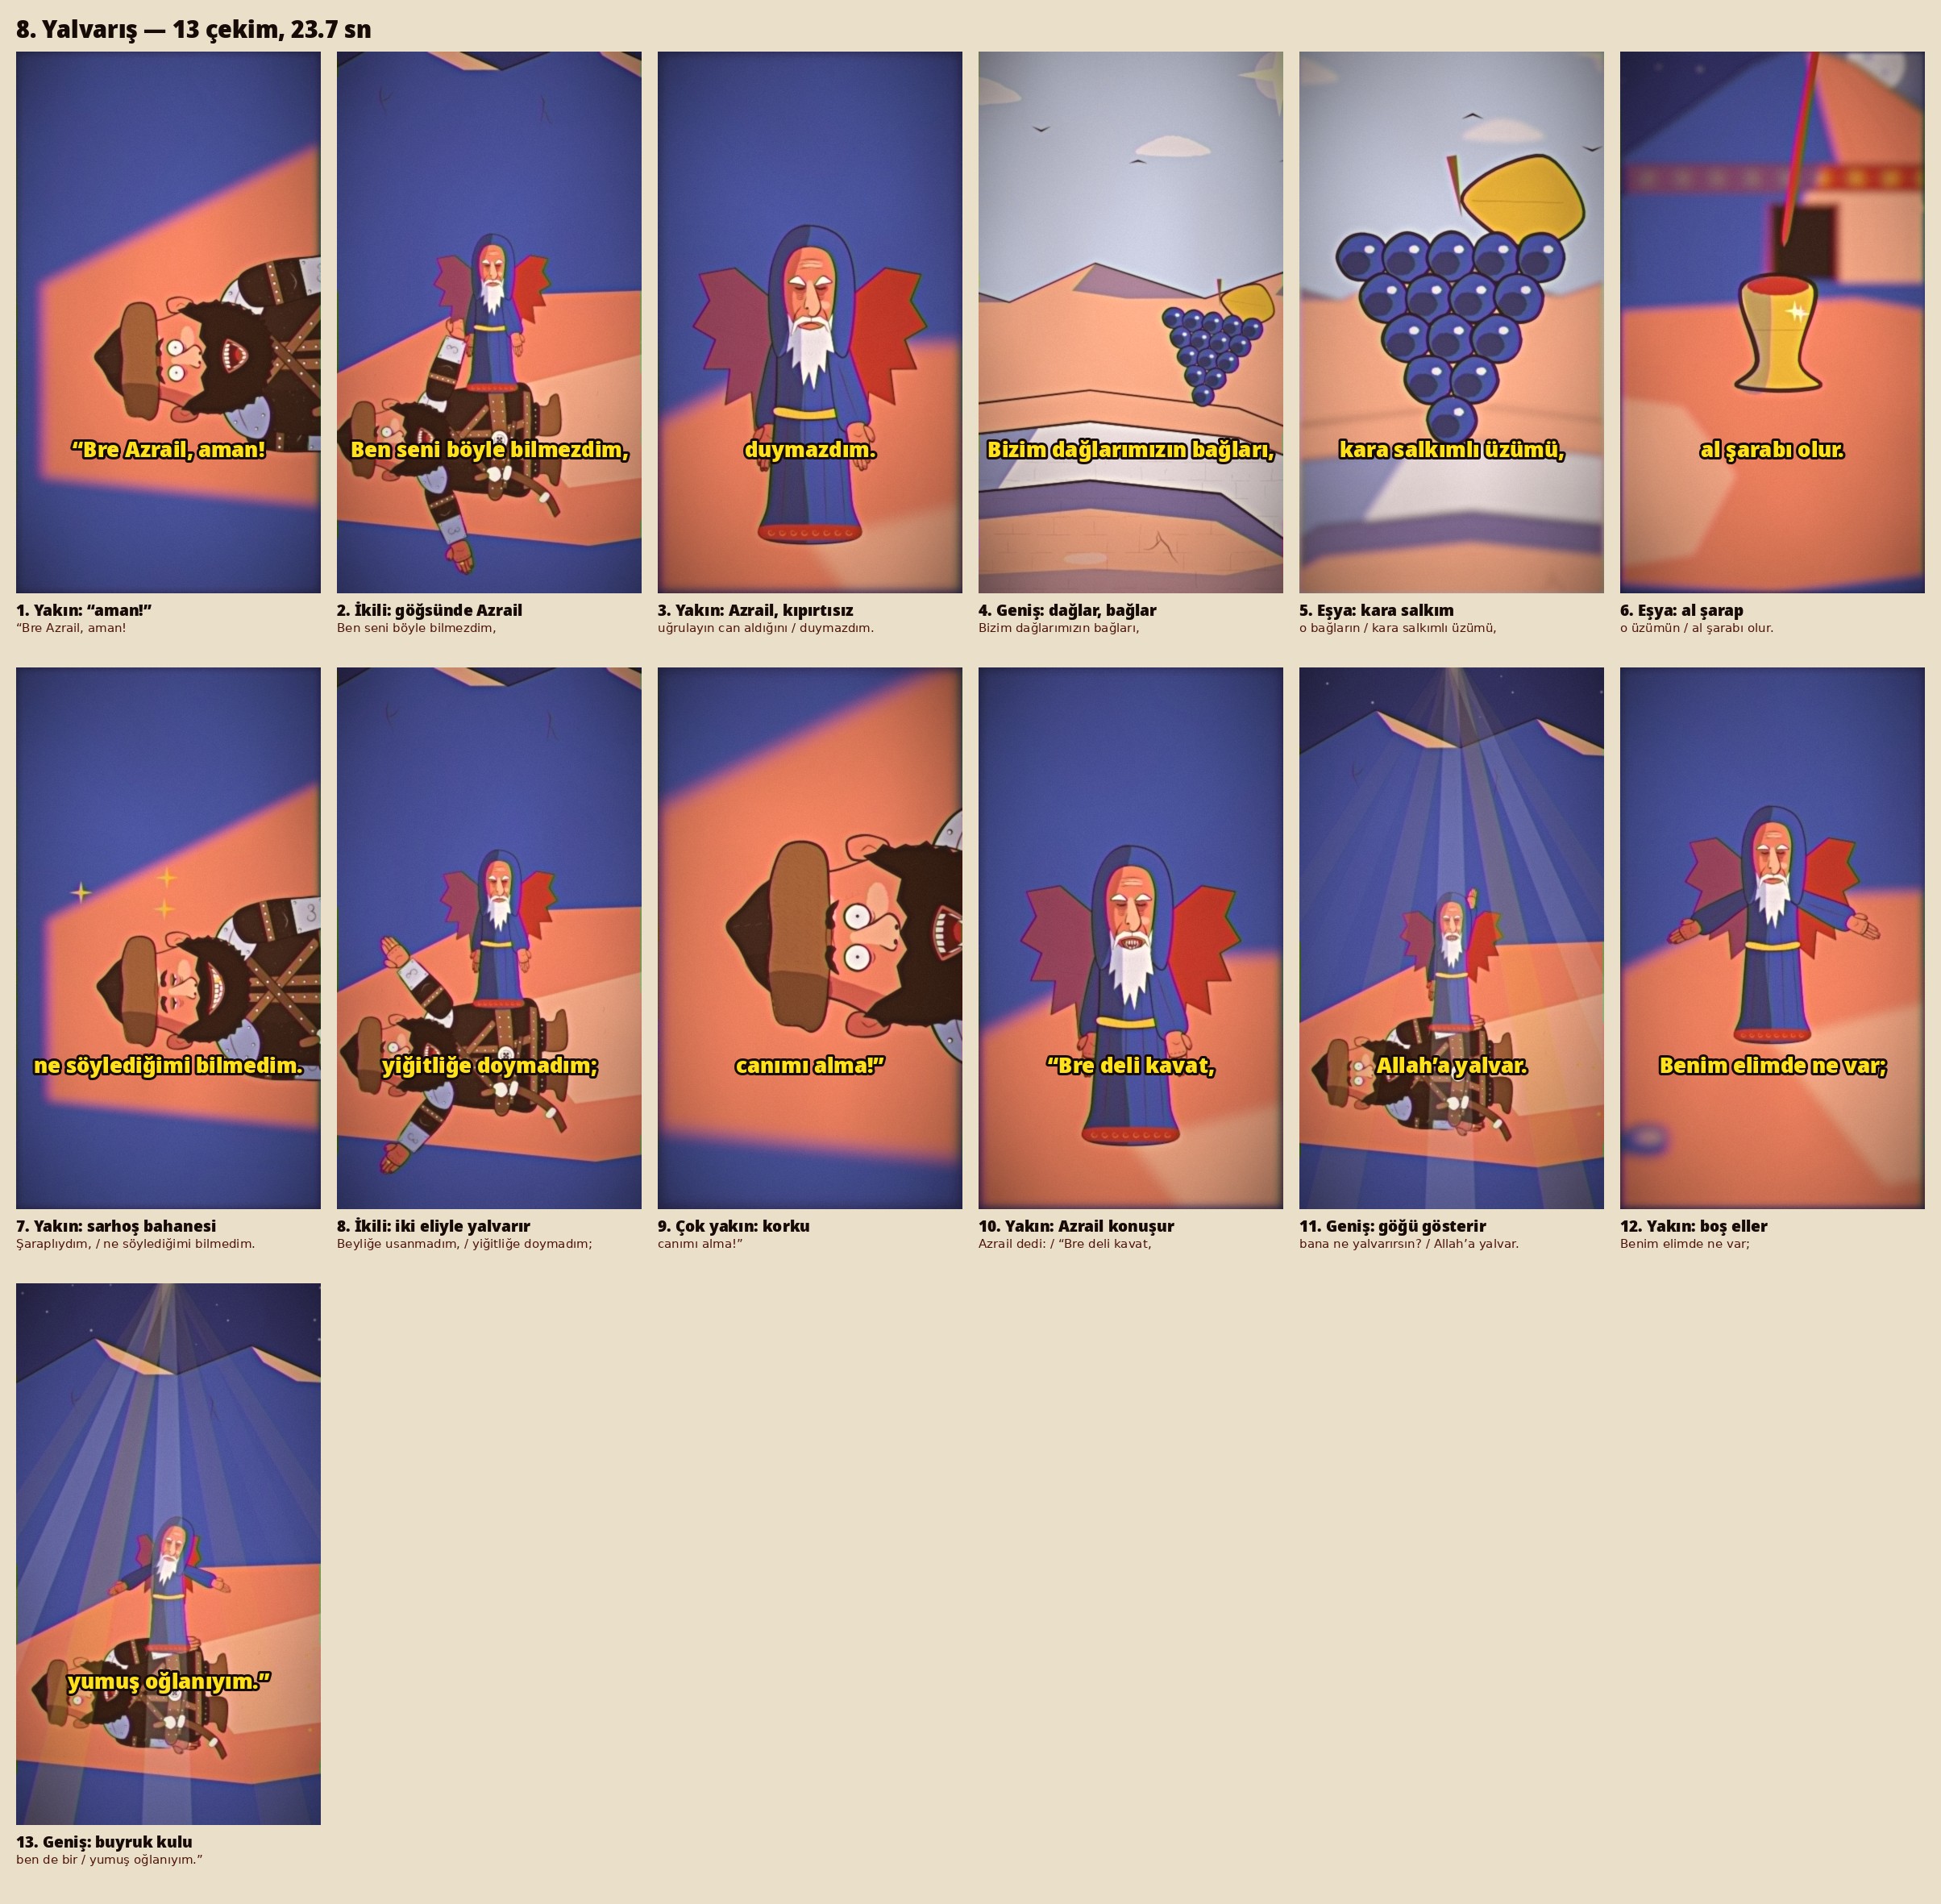 8. Yalvarış — 13 çekim, 23.7 sn
“Bre Azrail, aman!
Ben seni böyle bilmezdim,
duymazdım.
Bizim dağlarımızın bağları,
kara salkımlı üzümü,
al şarabı olur.
1. Yakın: “aman!”
“Bre Azrail, aman!
2. İkili: göğsünde Azrail
Ben seni böyle bilmezdim,
3. Yakın: Azrail, kıpırtısız
uğrulayın can aldığını / duymazdım.
4. Geniş: dağlar, bağlar
Bizim dağlarımızın bağları,
5. Eşya: kara salkım
o bağların / kara salkımlı üzümü,
6. Eşya: al şarap
o üzümün / al şarabı olur.
ne söylediğimi bilmedim.
yiğitliğe doymadım;
canımı alma!”
“Bre deli kavat,
Allah’a yalvar.
Benim elimde ne var;
7. Yakın: sarhoş bahanesi
Şaraplıydım, / ne söylediğimi bilmedim.
8. İkili: iki eliyle yalvarır
Beyliğe usanmadım, / yiğitliğe doymadım;
9. Çok yakın: korku
canımı alma!”
10. Yakın: Azrail konuşur
Azrail dedi: / “Bre deli kavat,
11. Geniş: göğü gösterir
bana ne yalvarırsın? / Allah’a yalvar.
12. Yakın: boş eller
Benim elimde ne var;
yumuş oğlanıyım.”
13. Geniş: buyruk kulu
ben de bir / yumuş oğlanıyım.”